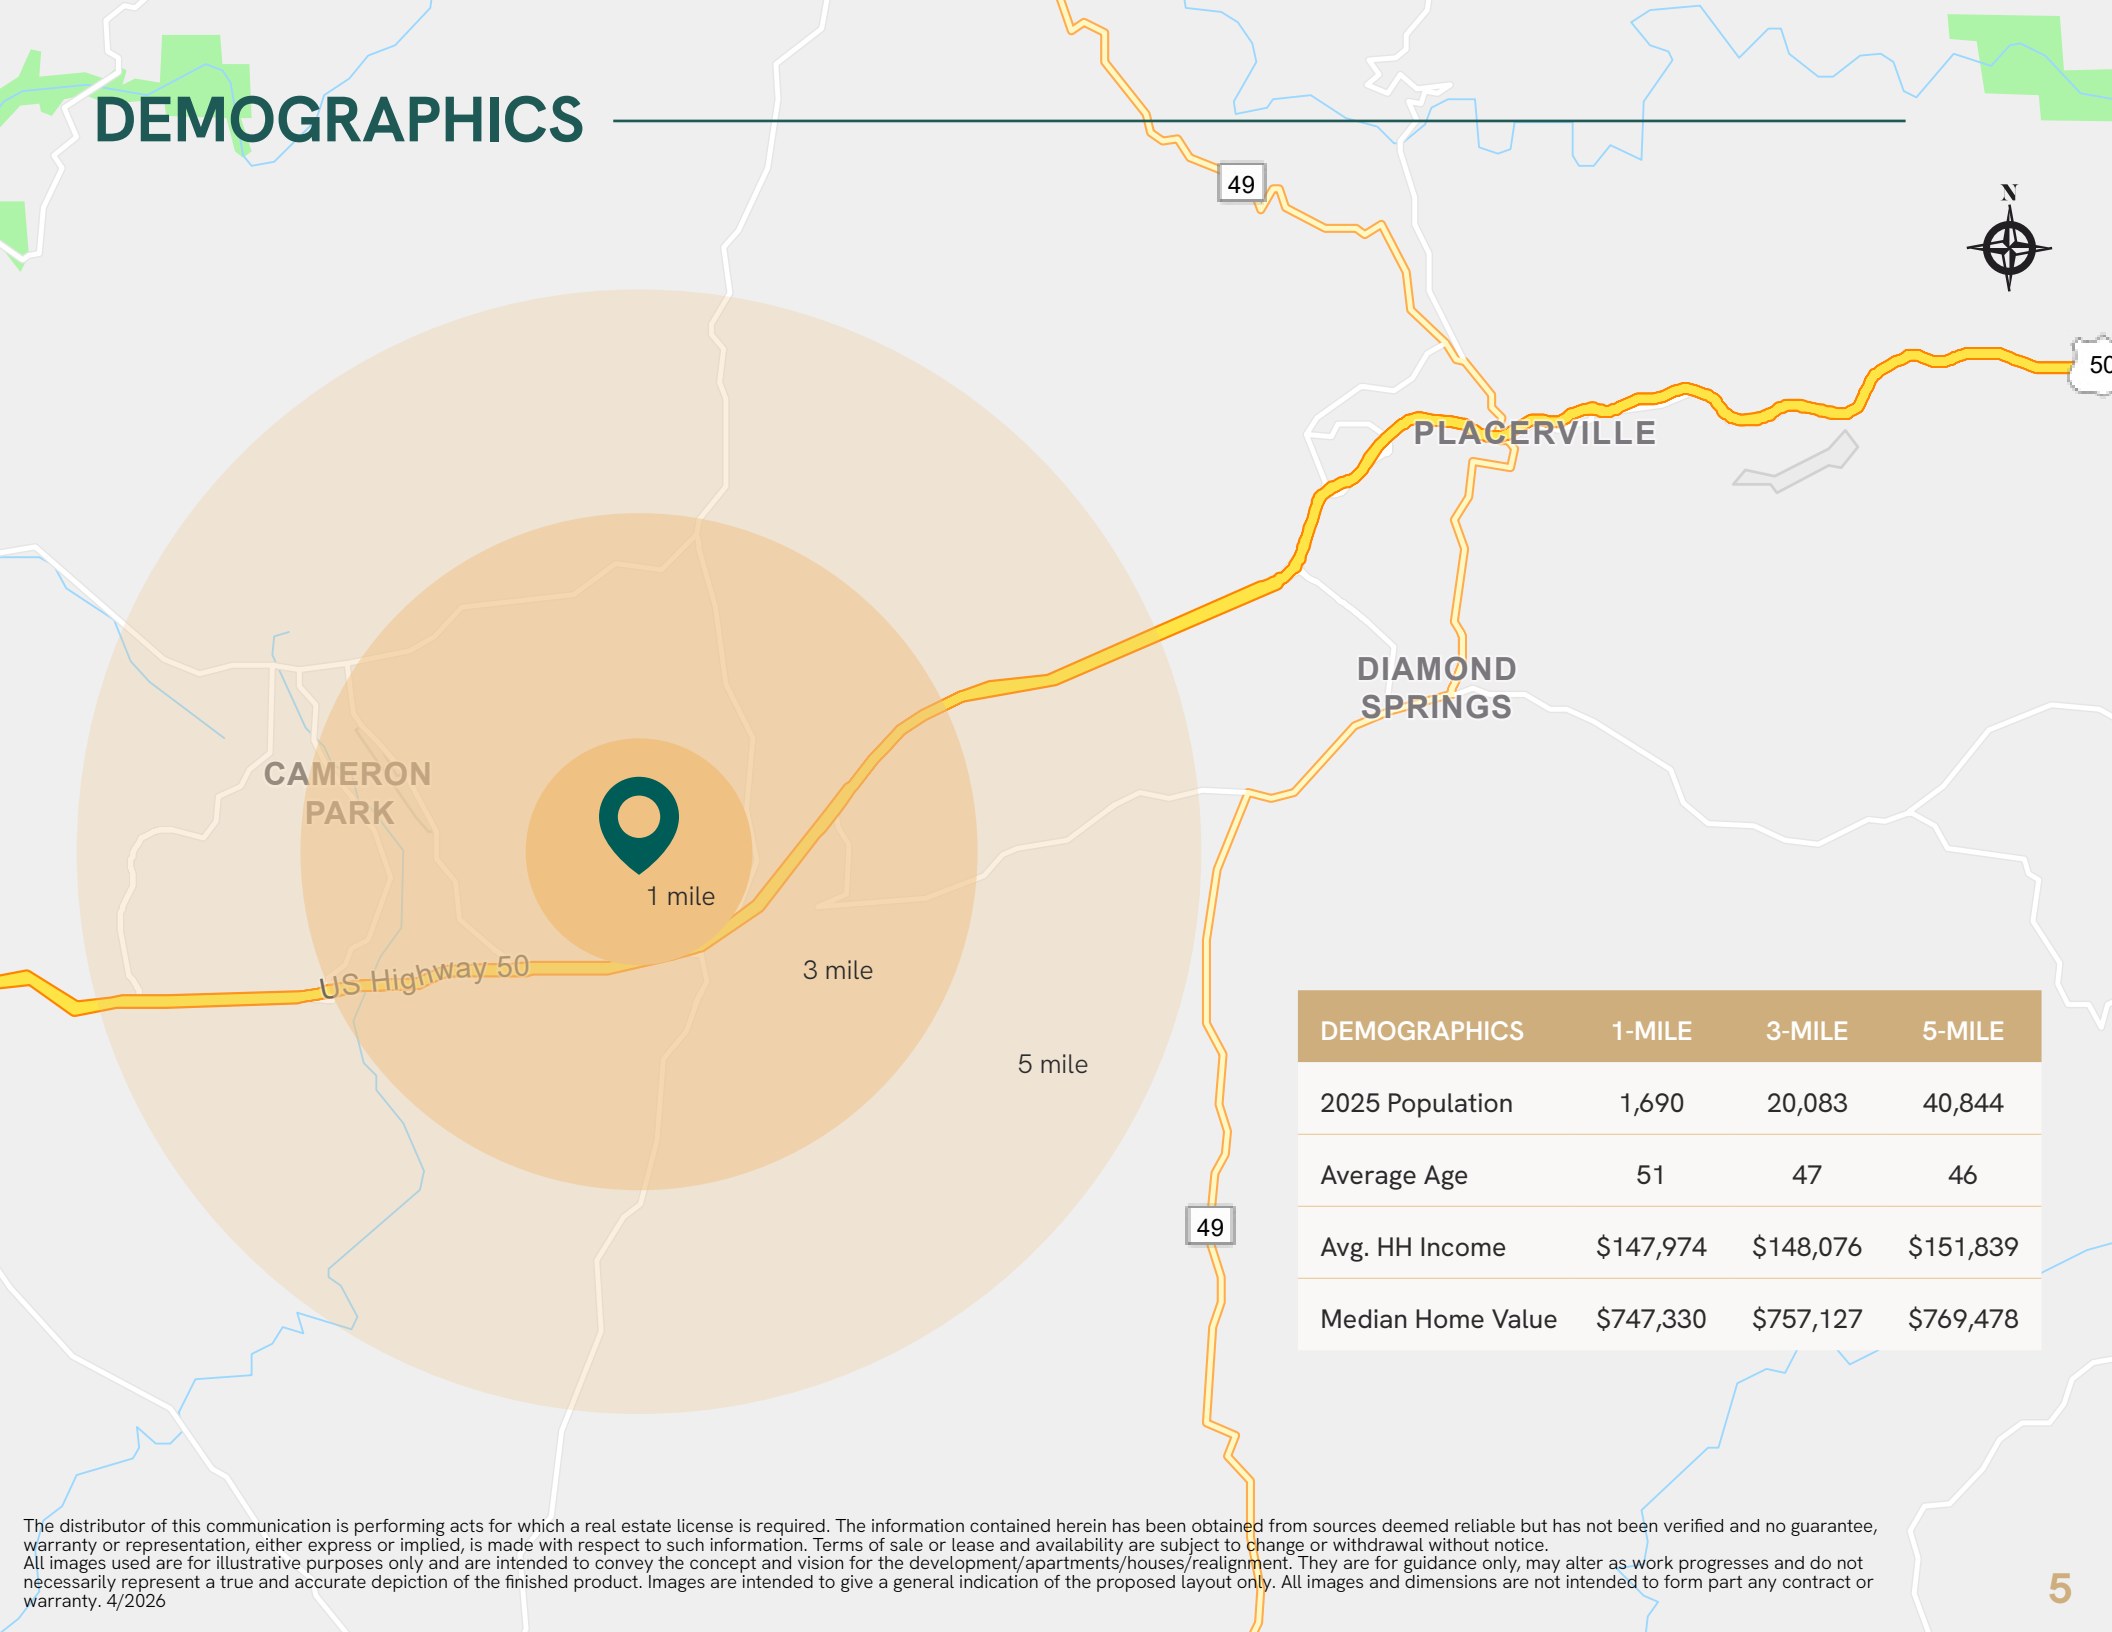 DEMOGRAPHICS
49
N
50
PLACERVILLE
DIAMOND
SPRINGS
CAMERON
PARK
1 mile
US Highway 50
3 mile
5 mile
49
DEMOGRAPHICS 1-MILE 3-MILE 5-MILE
2025 Population 1,690 20,083 40,844
Average Age 51 47 46
Avg. HH Income $147,974 $148,076 $151,839
Median Home Value $747,330 $757,127 $769,478
The distributor of this communication is performing acts for which a real estate license is required. The information contained herein has been obtained from sources deemed reliable but has not been verified and no guarantee,
warranty or representation, either express or implied, is made with respect to such information. Terms of sale or lease and availability are subject to change or withdrawal without notice.
All images used are for illustrative purposes only and are intended to convey the concept and vision for the development/apartments/houses/realignment. They are for guidance only, may alter as work progresses and do not
necessarily represent a true and accurate depiction of the finished product. Images are intended to give a general indication of the proposed layout only. All images and dimensions are not intended to form part any contract or
warranty. 4/2026
5